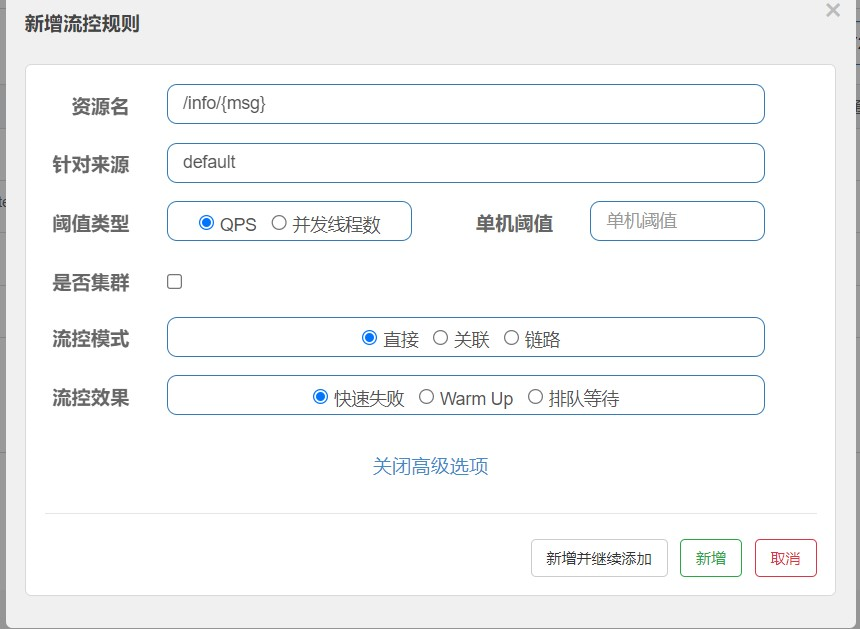 新增流控规则
资源名 /info/{msg}
针对来源 default
阈值类型 QPS 并发线程数 单机阈值 单机阈值
是否集群
流控模式 直接 关联 链路
流控效果 快速失败 Warm Up 排队等待
关闭高级选项
新增并继续添加 新增 取消